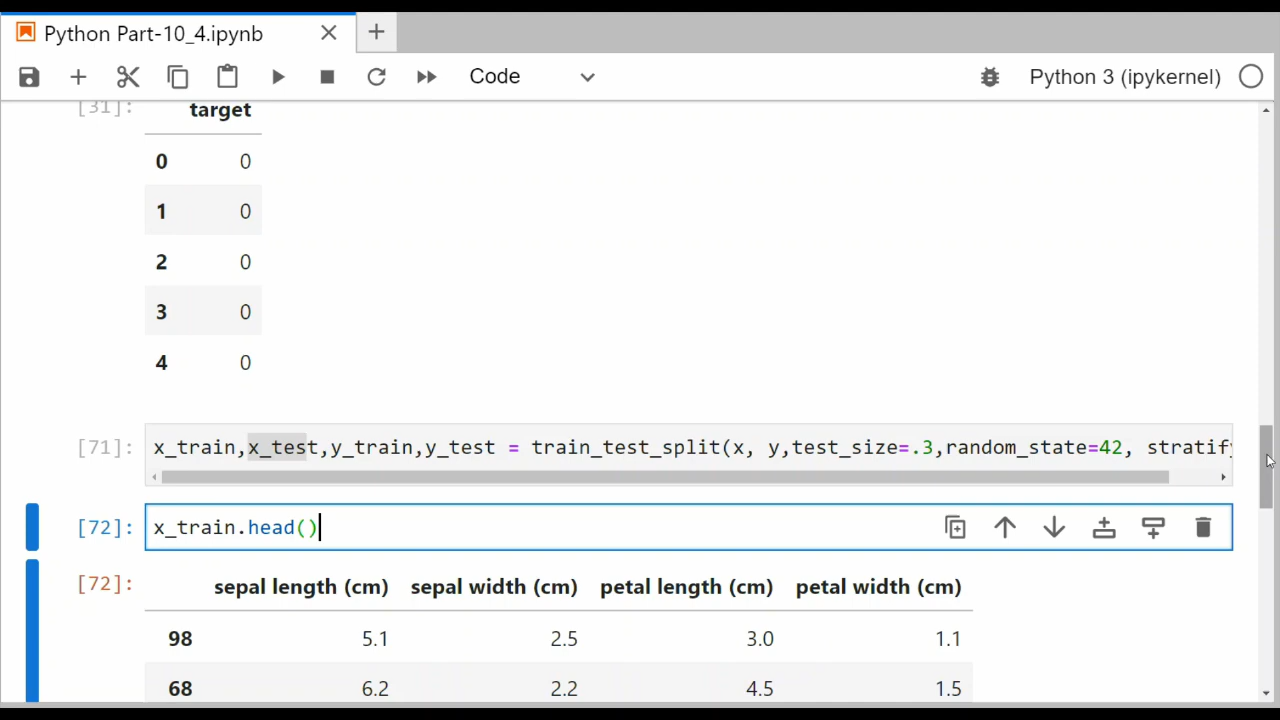 Python Part-10_4.ipynb
Code
Python 3 (ipykernel)
[31]:
target
0 0
1 0
2 0
3 0
4 0
[71]: x_train,x_test,y_train,y_test = train_test_split(x, y,test_size=.3,random_state=42, stratify
[72]: x_train.head()
[72]: sepal length (cm) sepal width (cm) petal length (cm) petal width (cm)
98 5.1 2.5 3.0 1.1
68 6.2 2.2 4.5 1.5